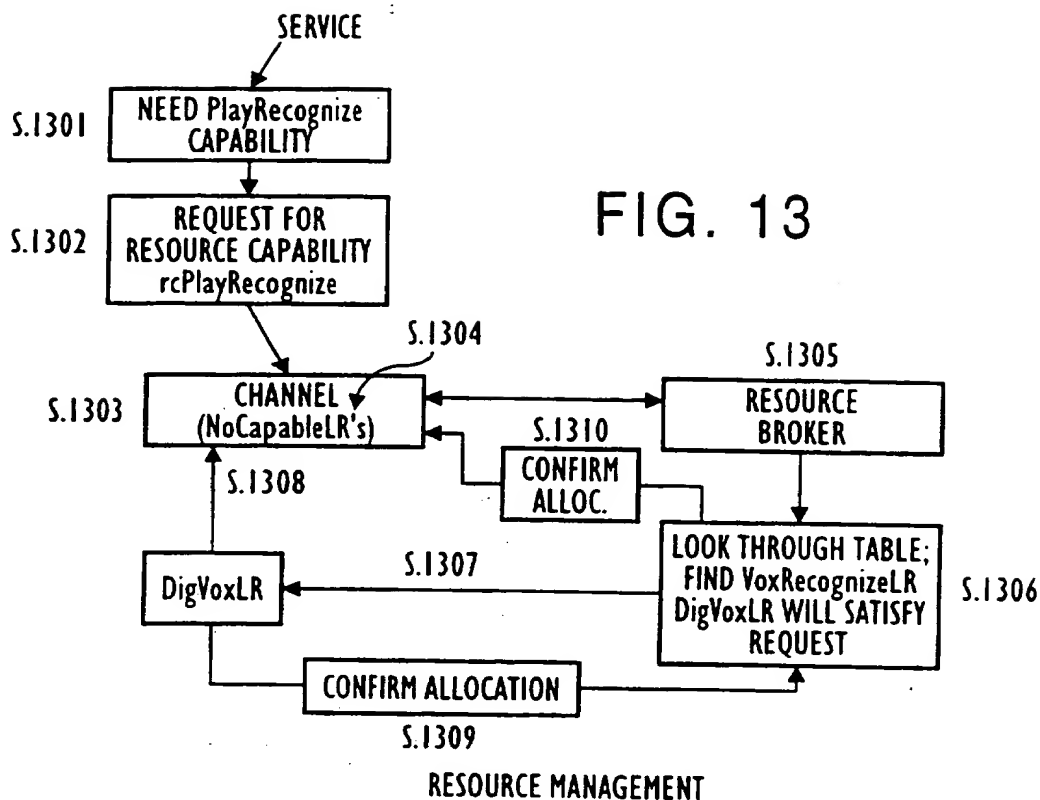 SERVICE
S.1301
NEED PlayRecognize
CAPABILITY
S.1302
REQUEST FOR
RESOURCE CAPABILITY
rcPlayRecognize
FIG. 13
S.1304
S.1303
CHANNEL
(NoCapableLR's)
S.1305
RESOURCE
BROKER
S.1310
CONFIRM
ALLOC.
S.1308
DigVoxLR
S.1307
LOOK THROUGH TABLE;
FIND VoxRecognizeLR
DigVoxLR WILL SATISFY
REQUEST
S.1306
CONFIRM ALLOCATION
S.1309
RESOURCE MANAGEMENT